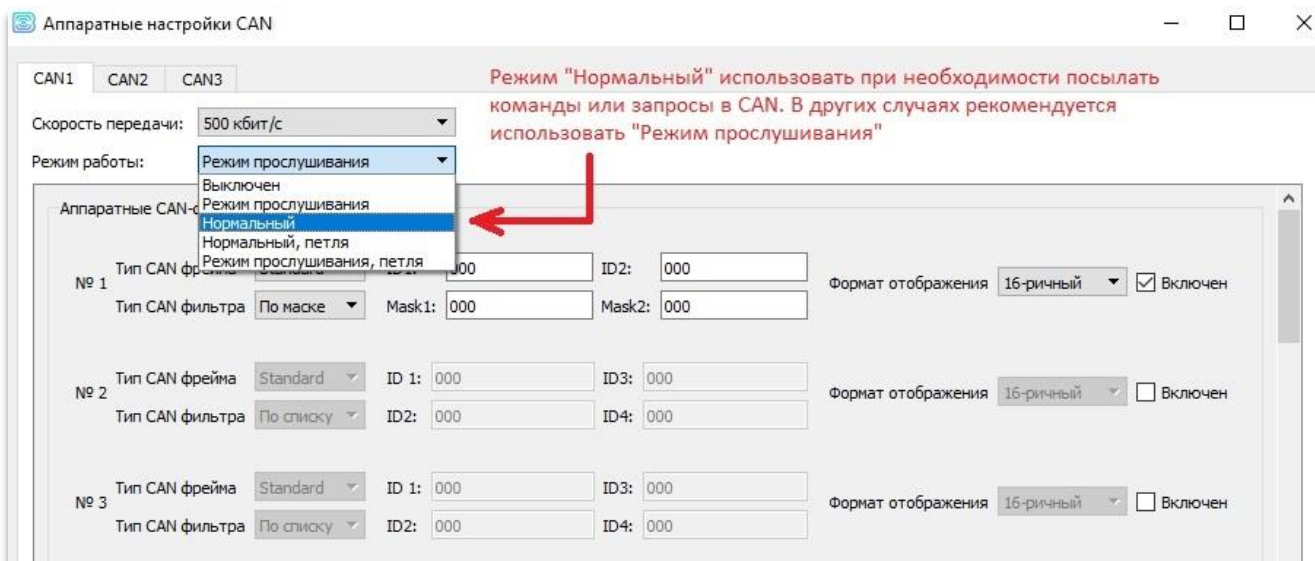 Аппаратные настройки CAN
CAN1 CAN2 CAN3
Режим "Нормальный" использовать при необходимости посылать
команды или запросы в CAN. В других случаях рекомендуется
использовать "Режим прослушивания"
Скорость передачи: 500 кбит/с
Режим работы: Режим прослушивания
Выключен
Режим прослушивания
Нормальный
Нормальный, петля
Режим прослушивания, петля
Аппаратные CAN-
№ 1
Тип CAN 000 ID2: 000
Тип CAN фильтра По маске Mask1: 000 Mask2: 000
Формат отображения 16-ричный Включен
№ 2
Тип CAN фрейма Standard ID 1: 000 ID3: 000
Тип CAN фильтра По списку ID2: 000 ID4: 000
Формат отображения 16-ричный Включен
№ 3
Тип CAN фрейма Standard ID 1: 000 ID3: 000
Тип CAN фильтра По списку ID2: 000 ID4: 000
Формат отображения 16-ричный Включен